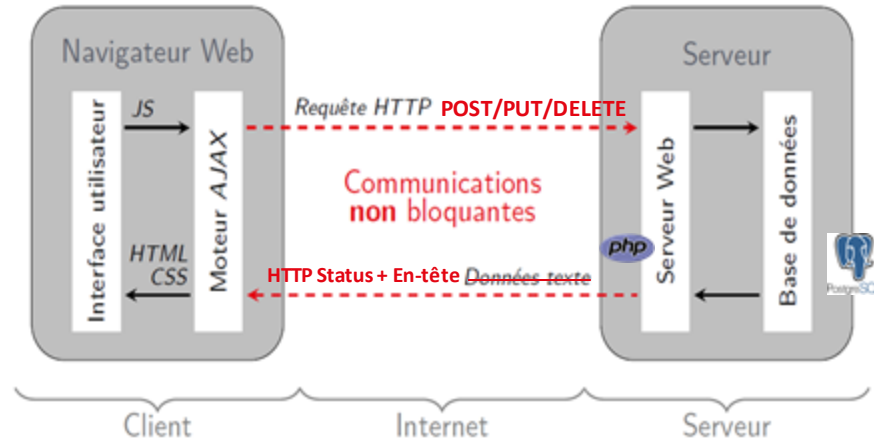 Navigateur Web
Serveur
Interface utilisateur
JS
Moteur AJAX
Requête HTTP POST/PUT/DELETE
Serveur Web
Base de données
Communications
non bloquantes
php
HTML
CSS
HTTP Status + En-tête Données texte
PostgreSQ
Client
Internet
Serveur